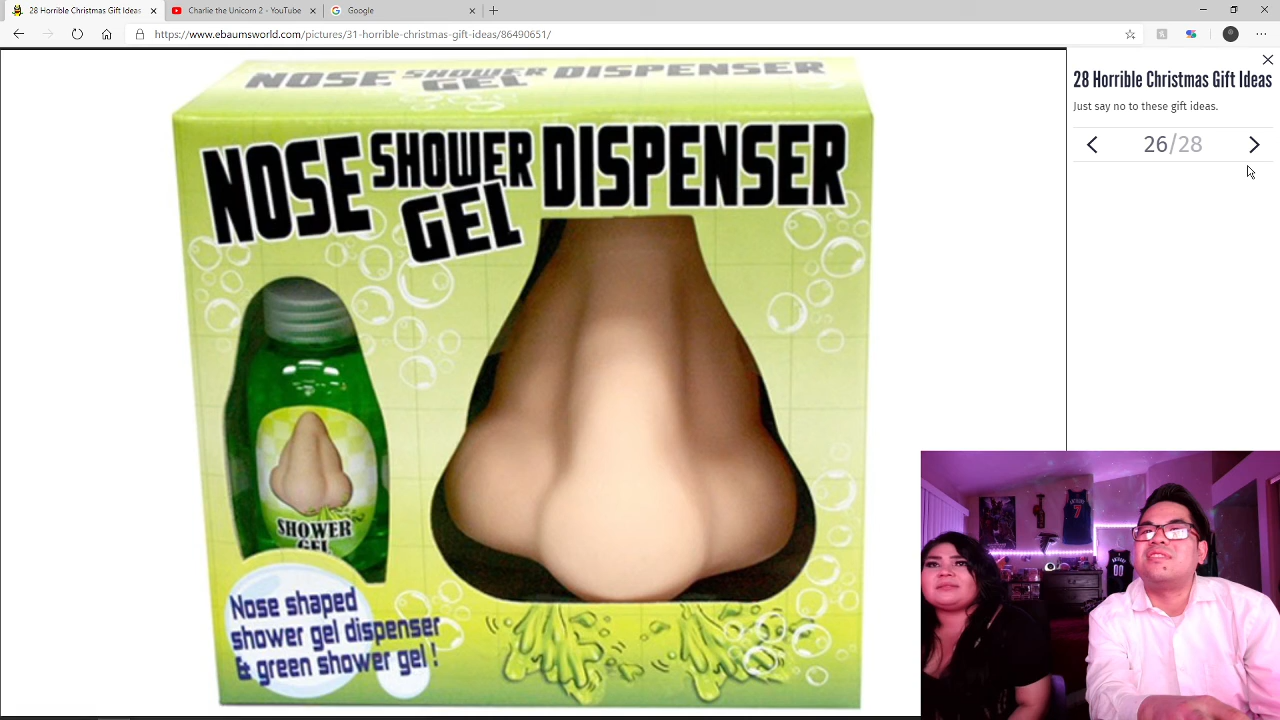 28 Horrible Christmas Gift Ideas
Charlie the Unicorn 2 - YouTube
Google
https://www.ebaumsworld.com/pictures/31-horrible-christmas-gift-ideas/86490651/
28 Horrible Christmas Gift Ideas
Just say no to these gift ideas.
26/28
NOSE SHOWER GEL DISPENSER
NOSE SHOWER DISPENSER
GEL
SHOWER
GEL
Nose shaped
shower gel dispenser
& green shower gel !
7
00